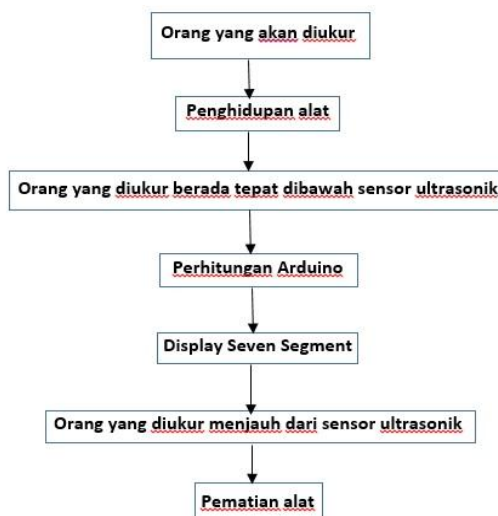 Orang yang akan diukur
Penghidupan alat
Orang yang diukur berada tepat dibawah sensor ultrasonik
Perhitungan Arduino
Display Seven Segment
Orang yang diukur menjauh dari sensor ultrasonik
Pematian alat